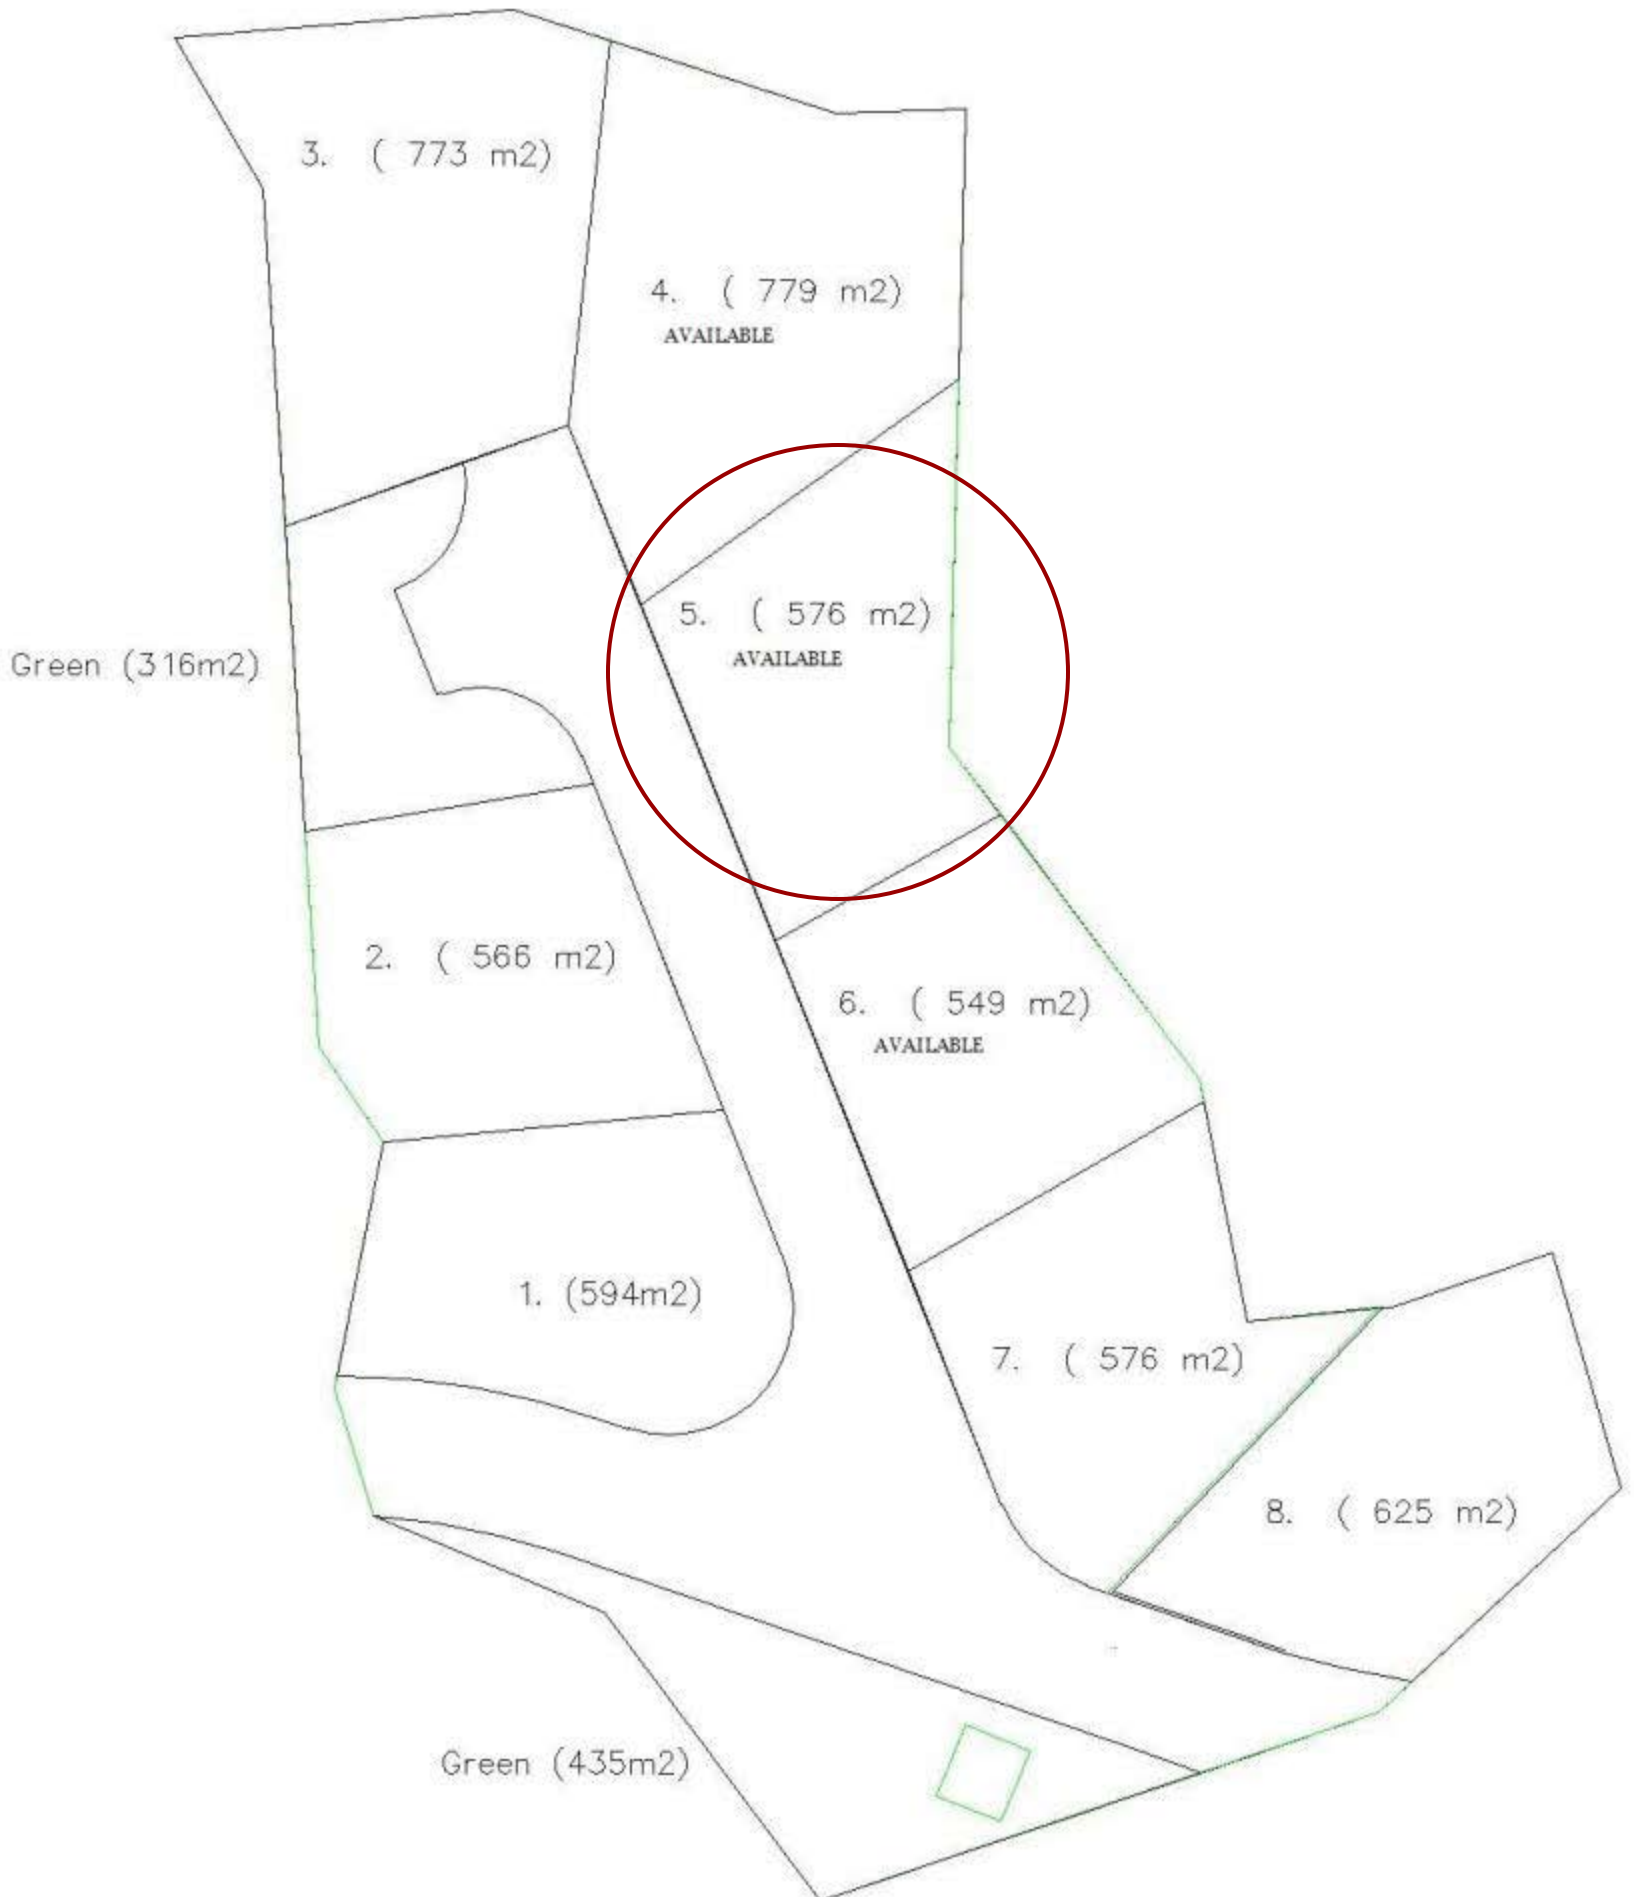 3. ( 773 m2)
4. ( 779 m2)
AVAILABLE
5. ( 576 m2)
AVAILABLE
Green (316m2)
2. ( 566 m2)
6. ( 549 m2)
AVAILABLE
1. (594m2)
7. ( 576 m2)
8. ( 625 m2)
Green (435m2)